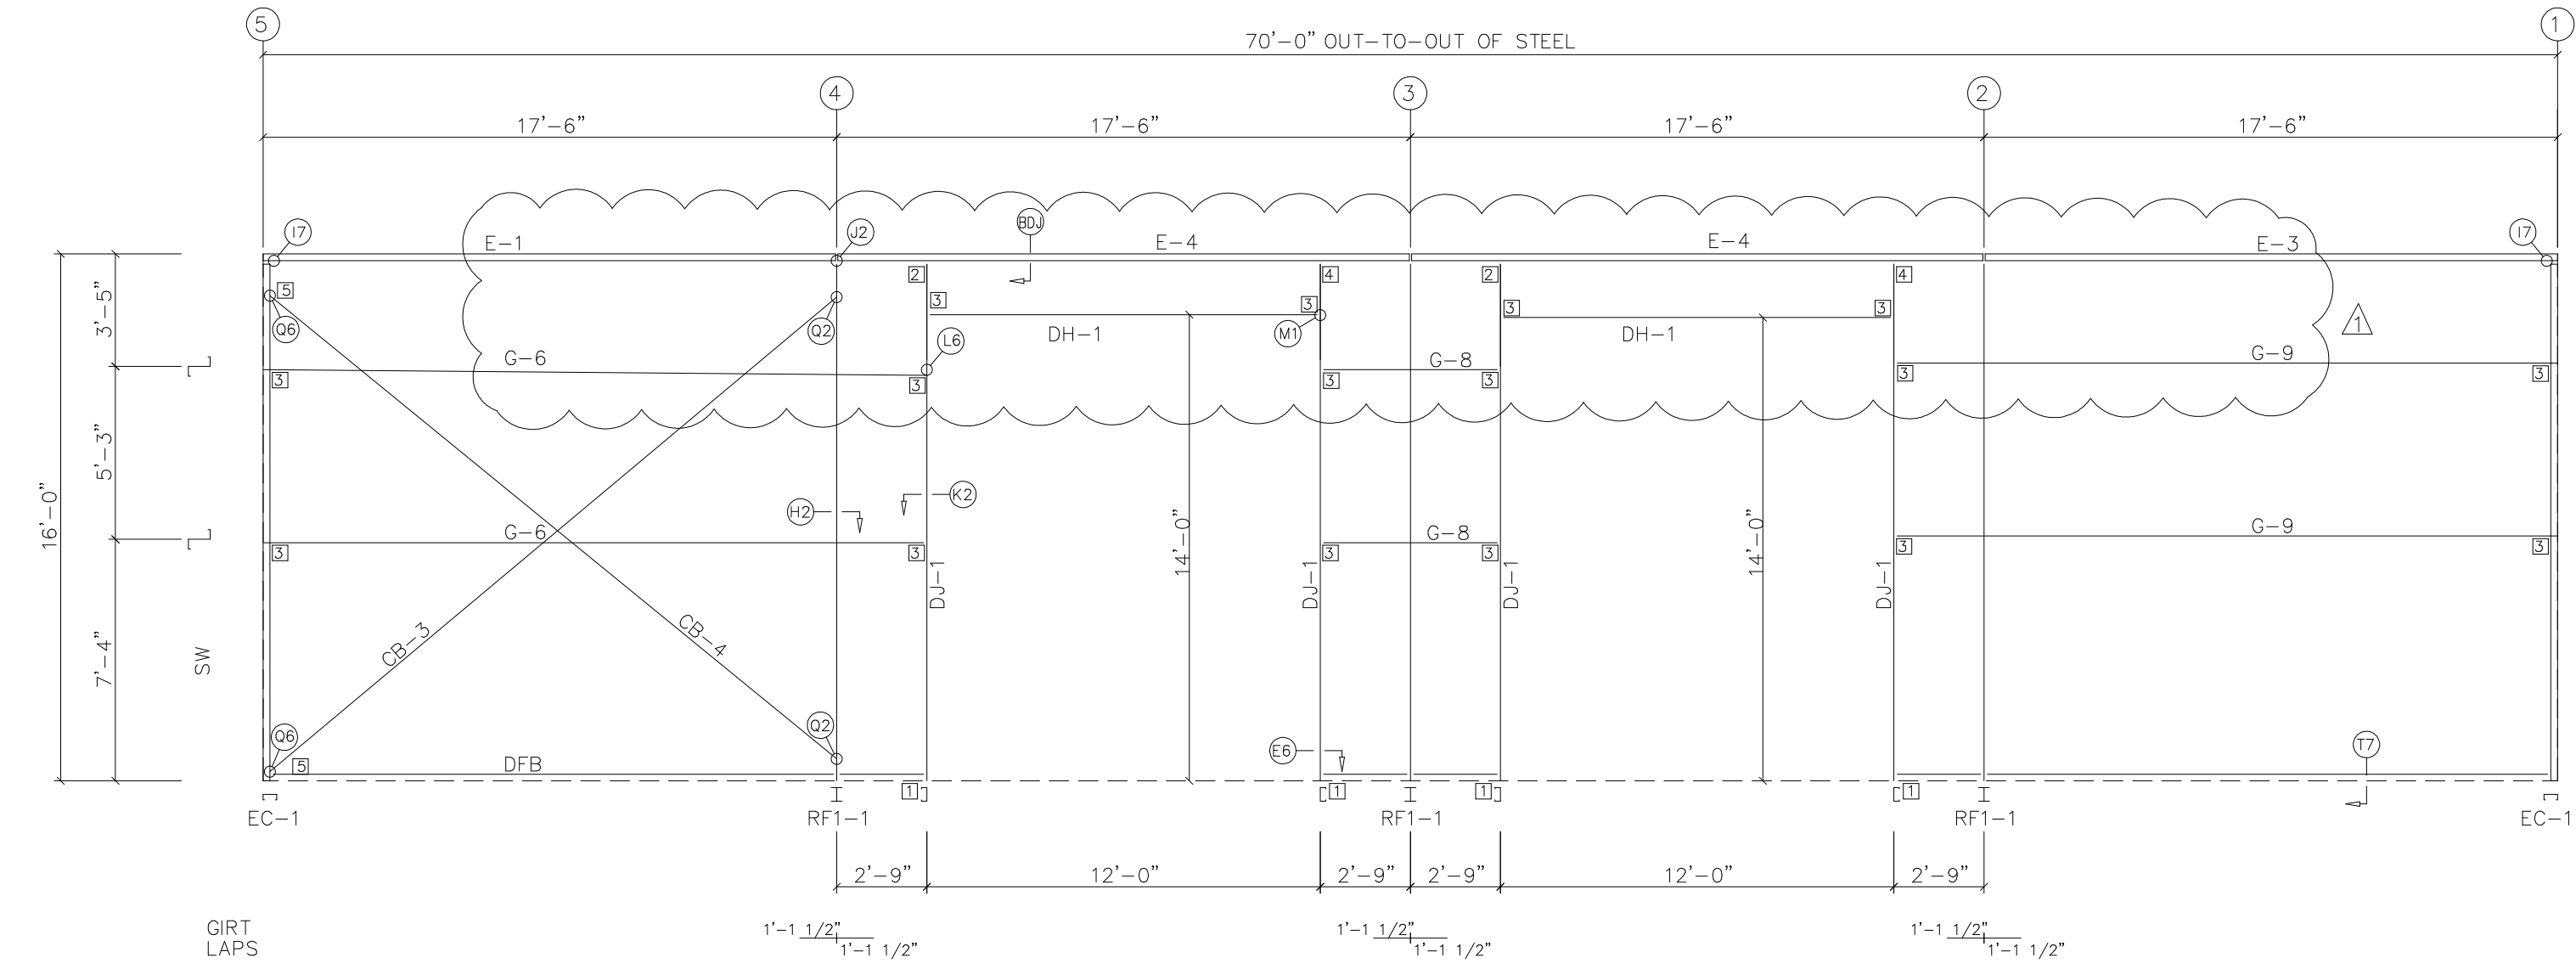 5
1
70'-0" OUT-TO-OUT OF STEEL
4
3
2
17'-6"
17'-6"
17'-6"
17'-6"
I7
E-1
J2
BDJ
E-4
E-4
E-3
I7
2
4
2
4
5
3
3
3
3
3'-5"
Q6
Q2
L6
DH-1
M1
DH-1
1
G-6
G-8
G-9
3
3
3
3
3
3
5'-3"
16'-0"
K2
H2
G-6
G-8
G-9
3
3
3
3
3
3
14'-0"
14'-0"
DJ-1
DJ-1
DJ-1
DJ-1
7'-4"
SW
CB-3
CB-4
Q6
Q2
E6
T7
5
DFB
1
1
1
1
EC-1
RF1-1
RF1-1
RF1-1
EC-1
2'-9"
12'-0"
2'-9"
2'-9"
12'-0"
2'-9"
GIRT
LAPS
1'-1 1/2"
1'-1 1/2"
1'-1 1/2"
1'-1 1/2"
1'-1 1/2"
1'-1 1/2"